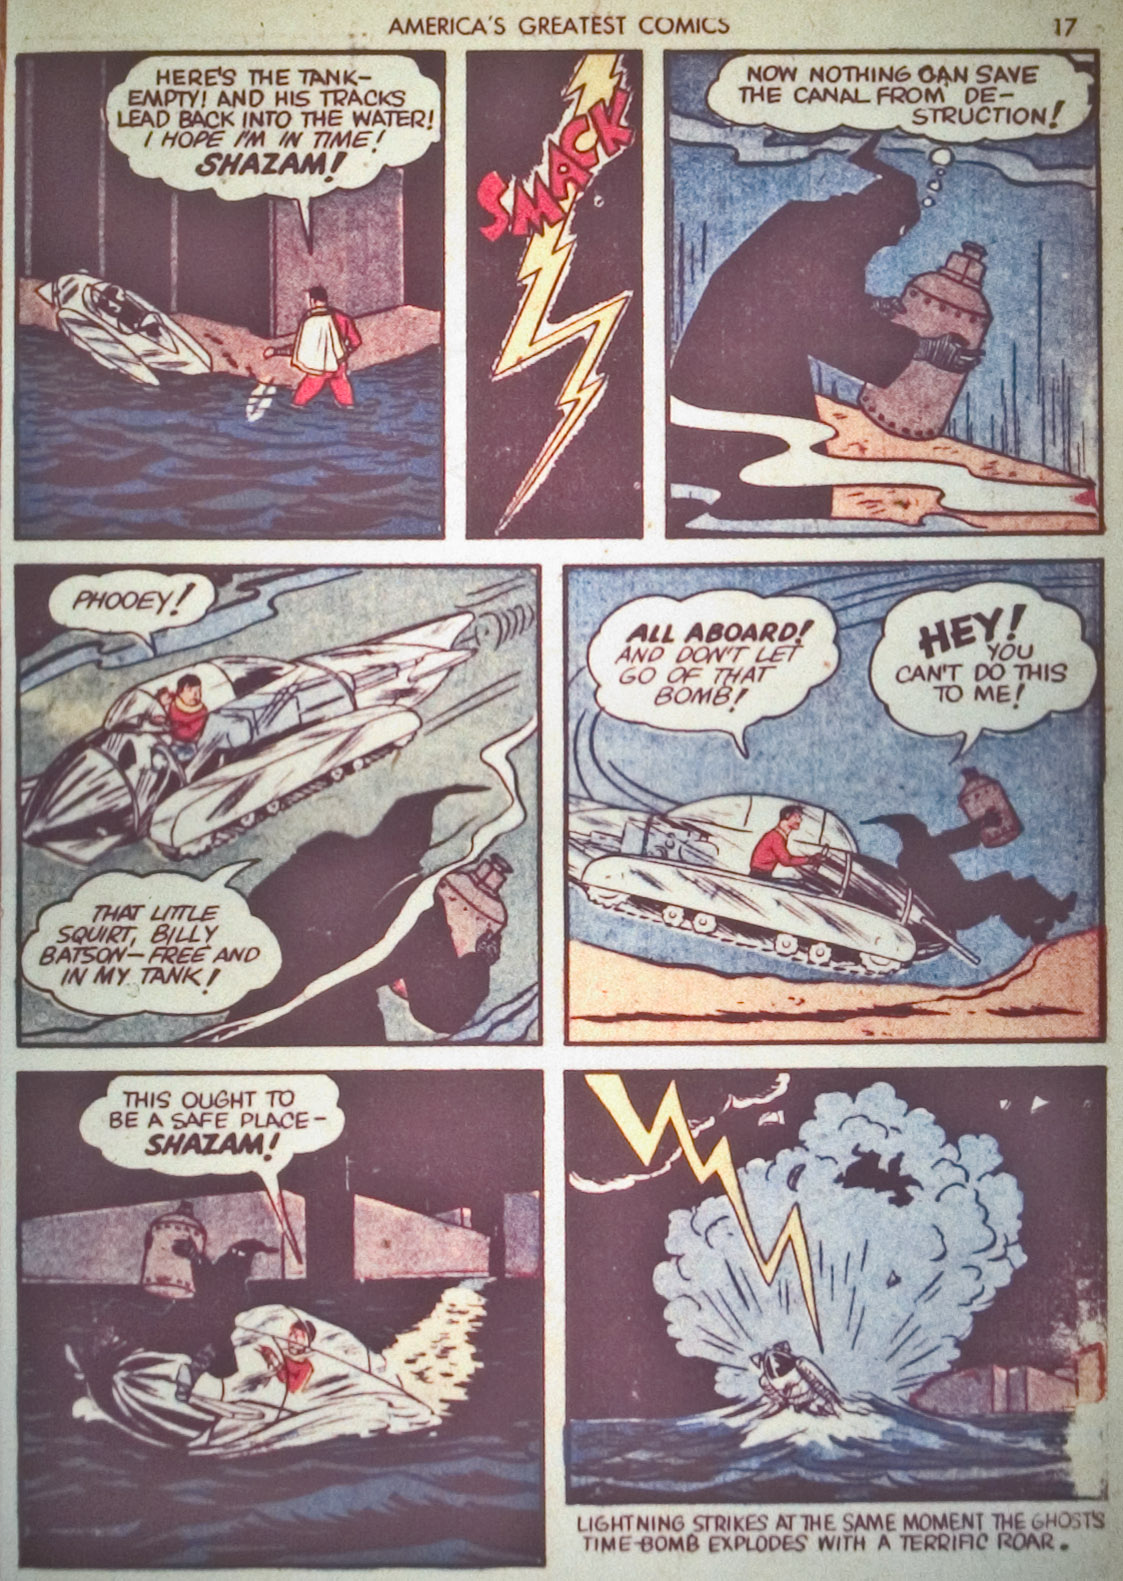 AMERICA'S GREATEST COMICS
17
HERE'S THE TANK-
EMPTY! AND HIS TRACKS
LEAD BACK INTO THE WATER!
I HOPE I'M IN TIME!
SHAZAM!
SMACK
NOW NOTHING CAN SAVE
THE CANAL FROM DE-
STRUCTION!
PHOOEY!
THAT LITTLE
SQUIRT, BILLY
BATSON-FREE AND
IN MY TANK!
ALL ABOARD!
AND DON'T LET
GO OF THAT
BOMB!
HEY!
YOU
CAN'T DO THIS
TO ME!
THIS OUGHT TO
BE A SAFE PLACE-
SHAZAM!
LIGHTNING STRIKES AT THE SAME MOMENT THE GHOST'S
TIME-BOMB EXPLODES WITH A TERRIFIC ROAR.